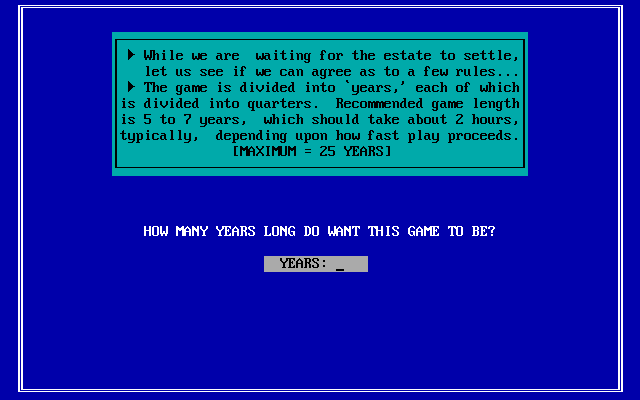 ► While we are  waiting for the estate to settle,
let us see if we can agree as to a few rules...
► The game is divided into `years,' each of which
is divided into quarters.  Recommended game length
is 5 to 7 years,  which should take about 2 hours,
typically,  depending upon how fast play proceeds.
[MAXIMUM = 25 YEARS]
HOW MANY YEARS LONG DO WANT THIS GAME TO BE?
YEARS: _